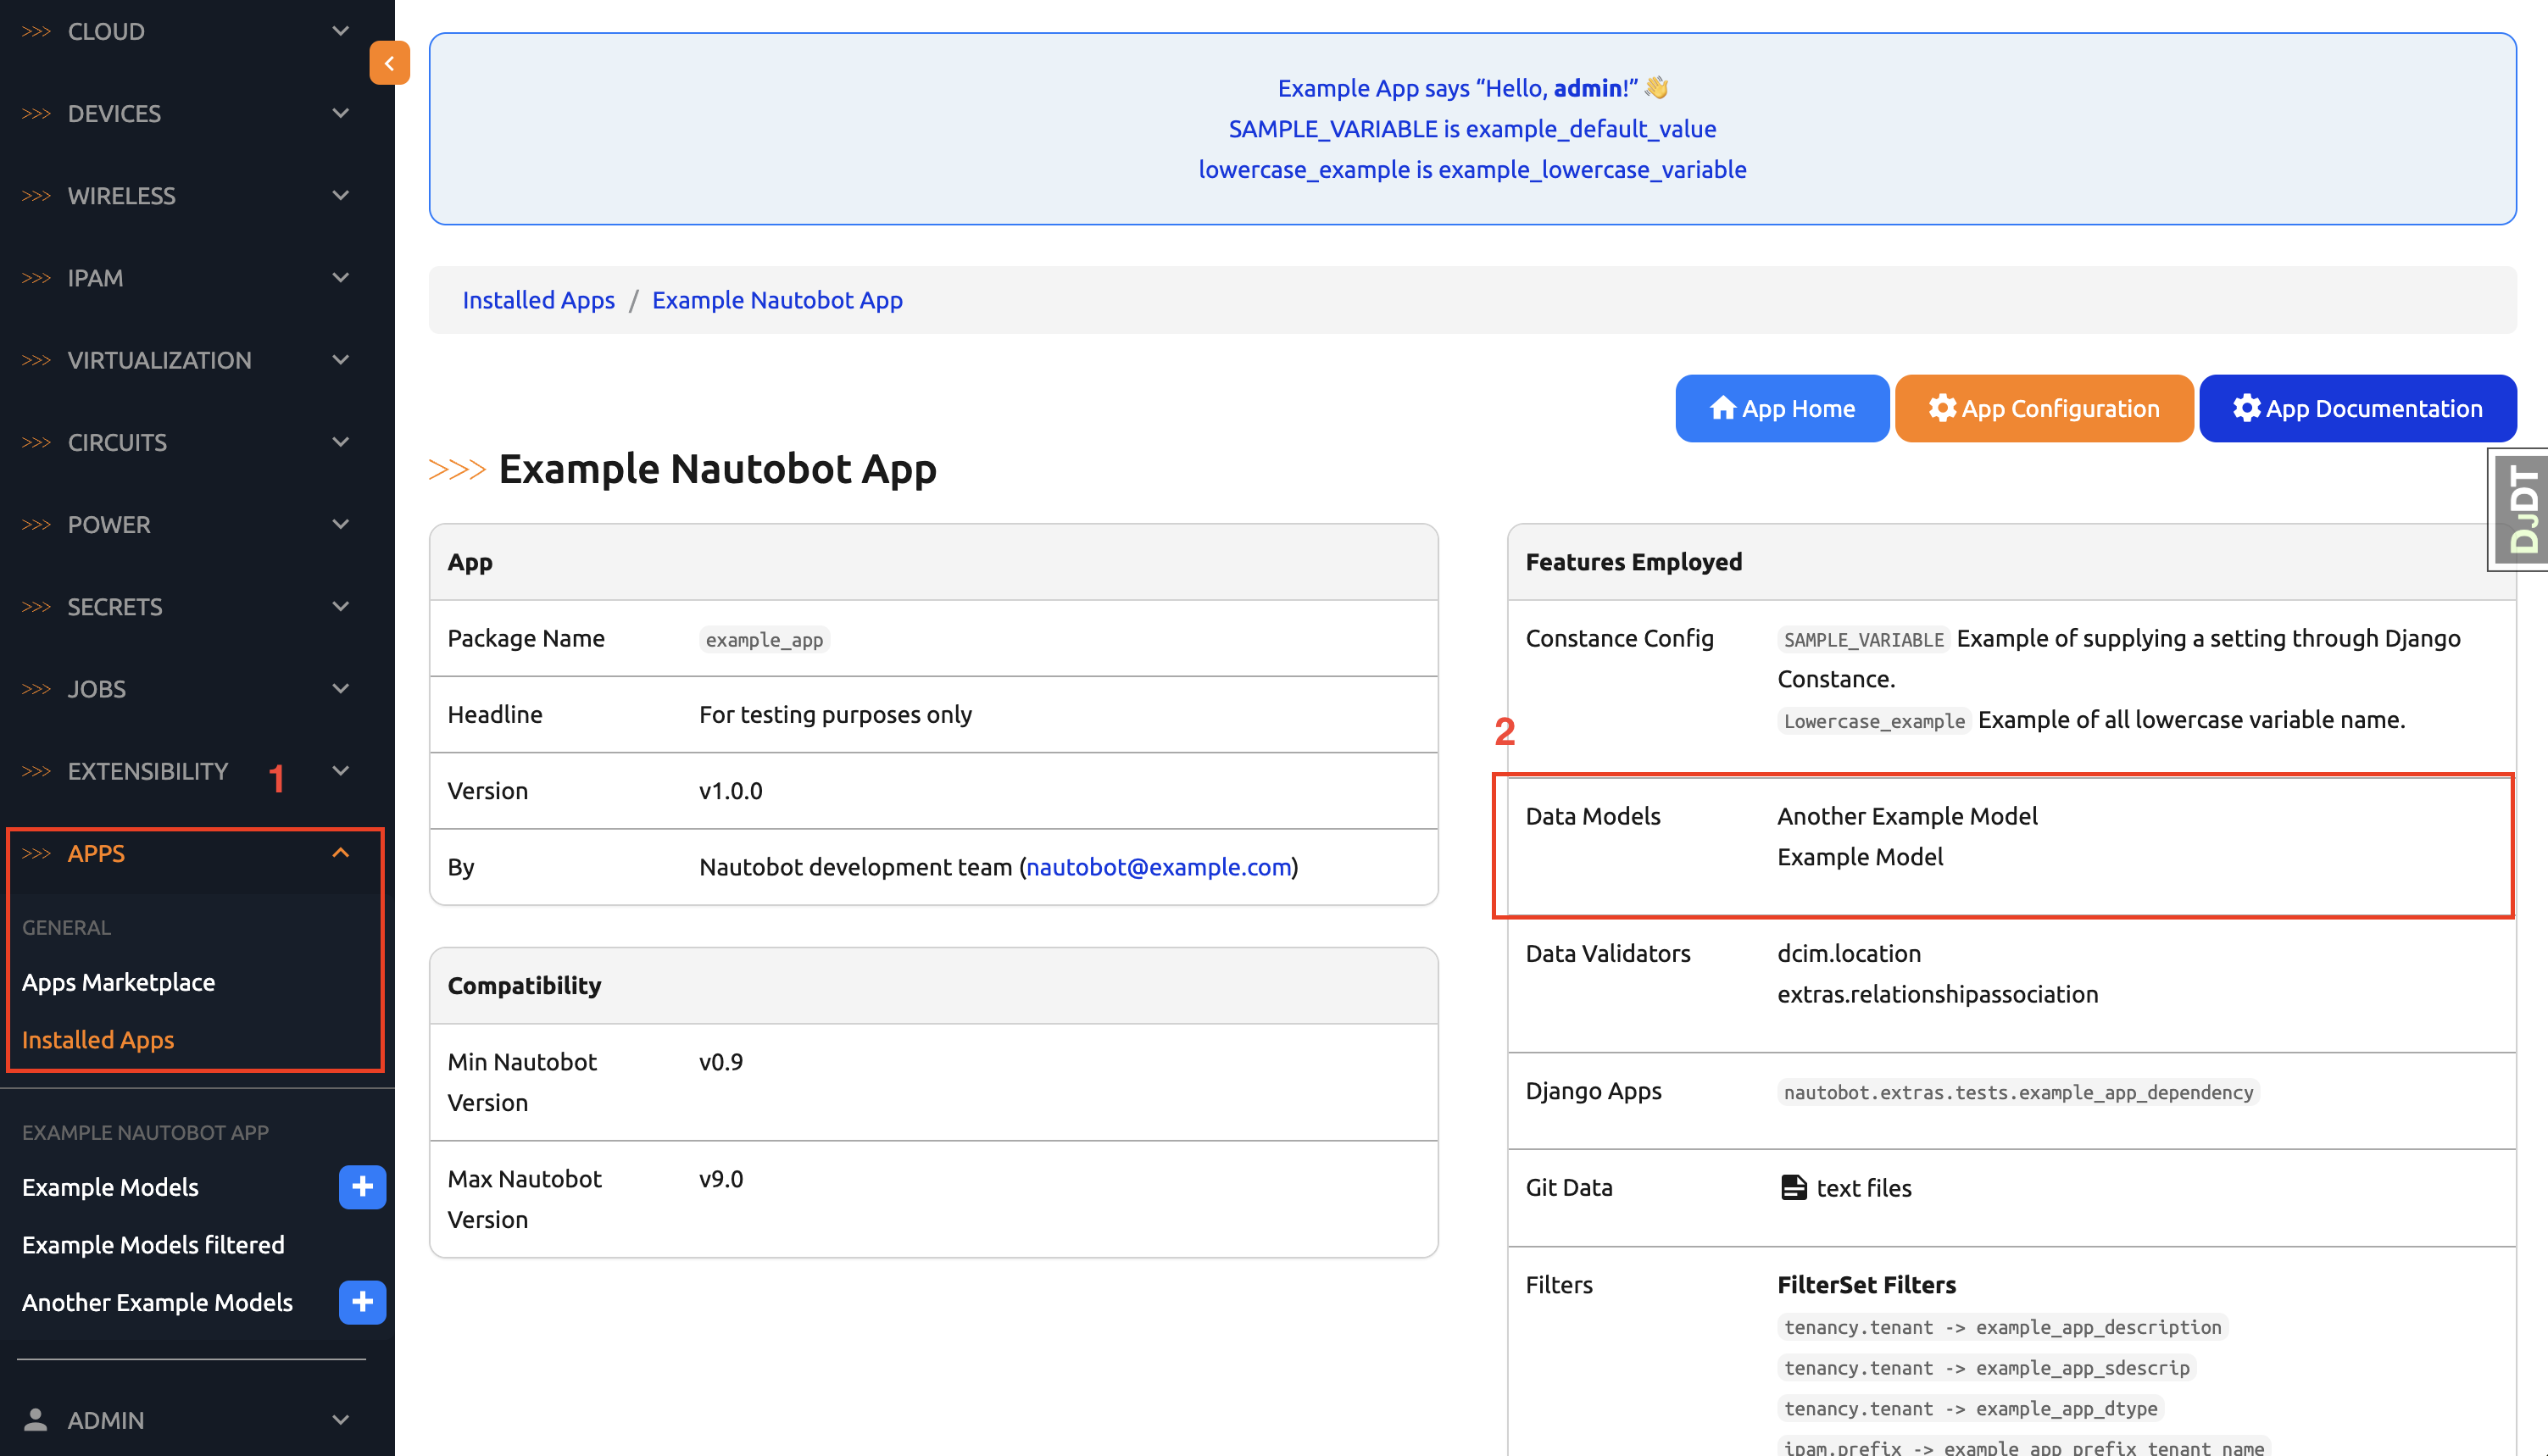 >>> CLOUD
>>> DEVICES
>>> WIRELESS
>>> IPAM
>>> VIRTUALIZATION
>>> CIRCUITS
>>> POWER
>>> SECRETS
>>> JOBS
>>> EXTENSIBILITY
1
>>> APPS
GENERAL
Apps Marketplace
Installed Apps
EXAMPLE NAUTOBOT APP
Example Models
Example Models filtered
Another Example Models
ADMIN
Example App says “Hello, admin!” 👋
SAMPLE_VARIABLE is example_default_value
lowercase_example is example_lowercase_variable
Installed Apps / Example Nautobot App
App Home App Configuration App Documentation
>>> Example Nautobot App
DJDT
App
Package Name example_app
Headline For testing purposes only
Version v1.0.0
By Nautobot development team (nautobot@example.com)
Compatibility
Min Nautobot Version v0.9
Max Nautobot Version v9.0
Features Employed
Constance Config SAMPLE_VARIABLE Example of supplying a setting through Django
Constance.
Lowercase_example Example of all lowercase variable name.
2
Data Models Another Example Model
Example Model
Data Validators dcim.location
extras.relationshipassociation
Django Apps nautobot.extras.tests.example_app_dependency
Git Data text files
Filters FilterSet Filters
tenancy.tenant -> example_app_description
tenancy.tenant -> example_app_sdescrip
tenancy.tenant -> example_app_dtype
ipam.prefix -> example_app_prefix_tenant_name